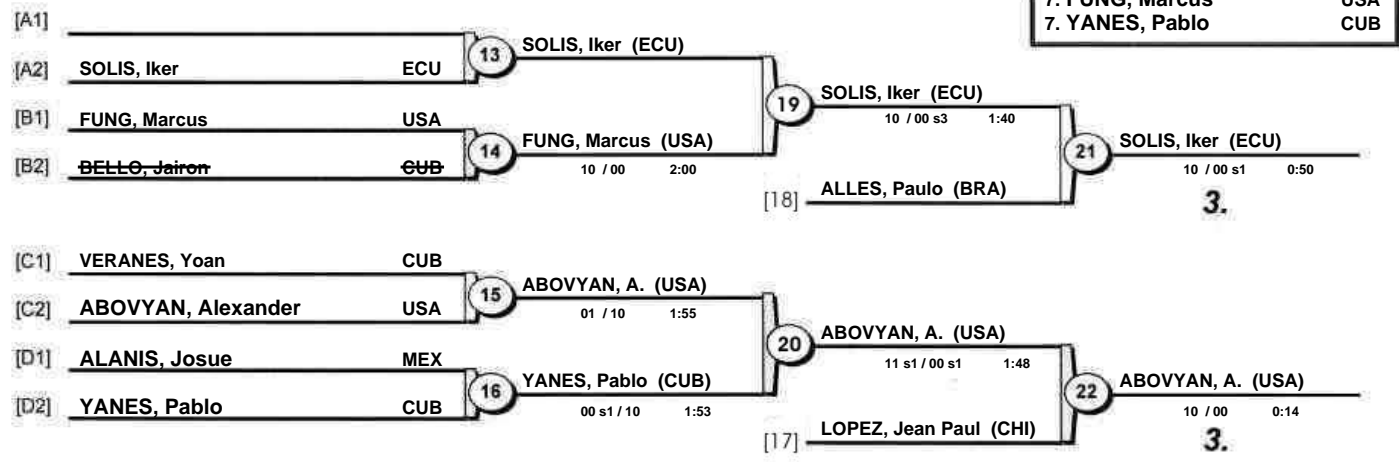 7. FUNG, Marcus USA
7. YANES, Pablo CUB
[A1]
13
SOLIS, Iker (ECU)
[A2] SOLIS, Iker ECU
19
SOLIS, Iker (ECU)
10 / 00 s3 1:40
[B1] FUNG, Marcus USA
14
FUNG, Marcus (USA)
10 / 00 2:00
[B2] BELLO, Jairon CUB
21
SOLIS, Iker (ECU)
10 / 00 s1 0:50
[18] ALLES, Paulo (BRA)
3.
[C1] VERANES, Yoan CUB
15
ABOVYAN, A. (USA)
01 / 10 1:55
[C2] ABOVYAN, Alexander USA
20
ABOVYAN, A. (USA)
11 s1 / 00 s1 1:48
[D1] ALANIS, Josue MEX
16
YANES, Pablo (CUB)
00 s1 / 10 1:53
[D2] YANES, Pablo CUB
22
ABOVYAN, A. (USA)
10 / 00 0:14
[17] LOPEZ, Jean Paul (CHI)
3.